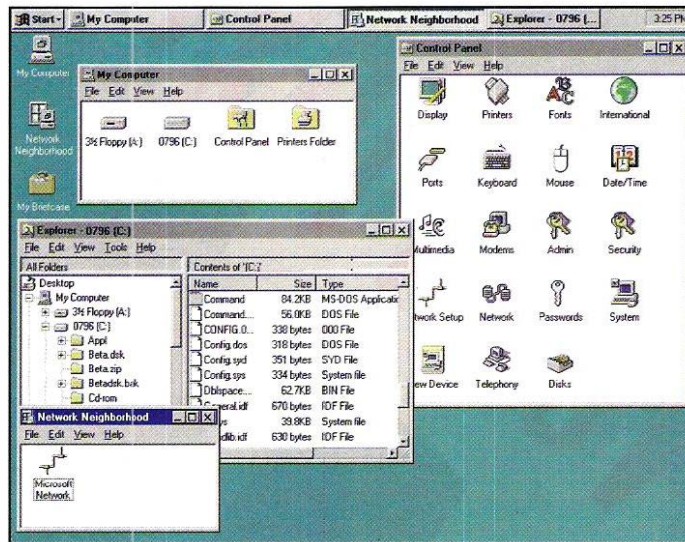 Start
My Computer
Control Panel
Network Neighborhood
Explorer - 0796 (...
3:25 PM
My Computer
Network
Neighborhood
My Briefcase
My Computer
File Edit View Help
3½ Floppy (A:)
0796 (C:)
Control Panel
Printers Folder
Control Panel
File Edit View Help
Display
Printers
Fonts
International
Ports
Keyboard
Mouse
Date/Time
Multimedia
Modems
Admin
Security
Network Setup
Network
Passwords
System
New Device
Telephony
Disks
Explorer - 0796 (C:)
File Edit View Tools Help
All Folders
Contents of '(C:)'
Desktop
My Computer
3½ Floppy (A:)
0796 (C:)
Appl
Beta.dsk
Beta.zip
Betadsk.bak
Cd-rom
Name Size Type
Command 84.2KB MS-DOS Applicatic
Command.... 56.0KB DOS File
CONFIG.0... 338 bytes 000 File
Config.dos 318 bytes DOS File
Config.syd 351 bytes SYD File
Config.sys 334 bytes System file
Dblspace.... 62.7KB BIN File
General.idf 670 bytes IDF File
39.8KB System file
630 bytes IDF File
Network Neighborhood
File Edit View Help
Microsoft
Network